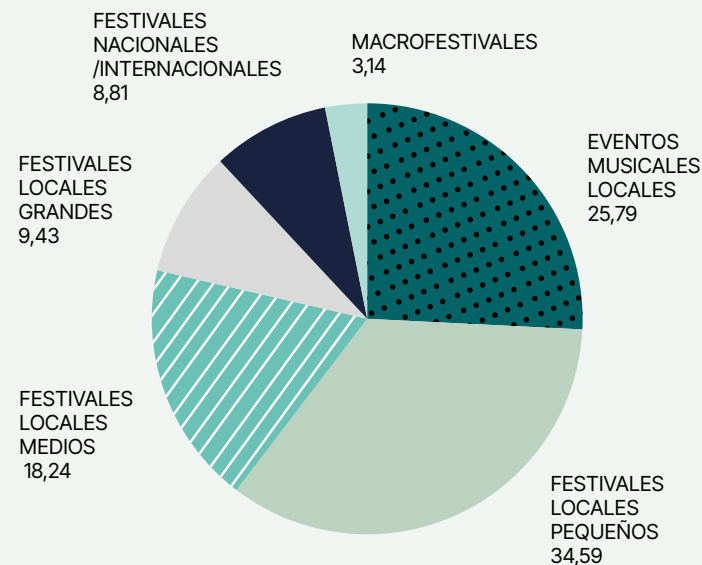 FESTIVALES
NACIONALES
/INTERNACIONALES
8,81
MACROFESTIVALES
3,14
EVENTOS
MUSICALES
LOCALES
25,79
FESTIVALES
LOCALES
GRANDES
9,43
FESTIVALES
LOCALES
MEDIOS
18,24
FESTIVALES
LOCALES
PEQUEÑOS
34,59